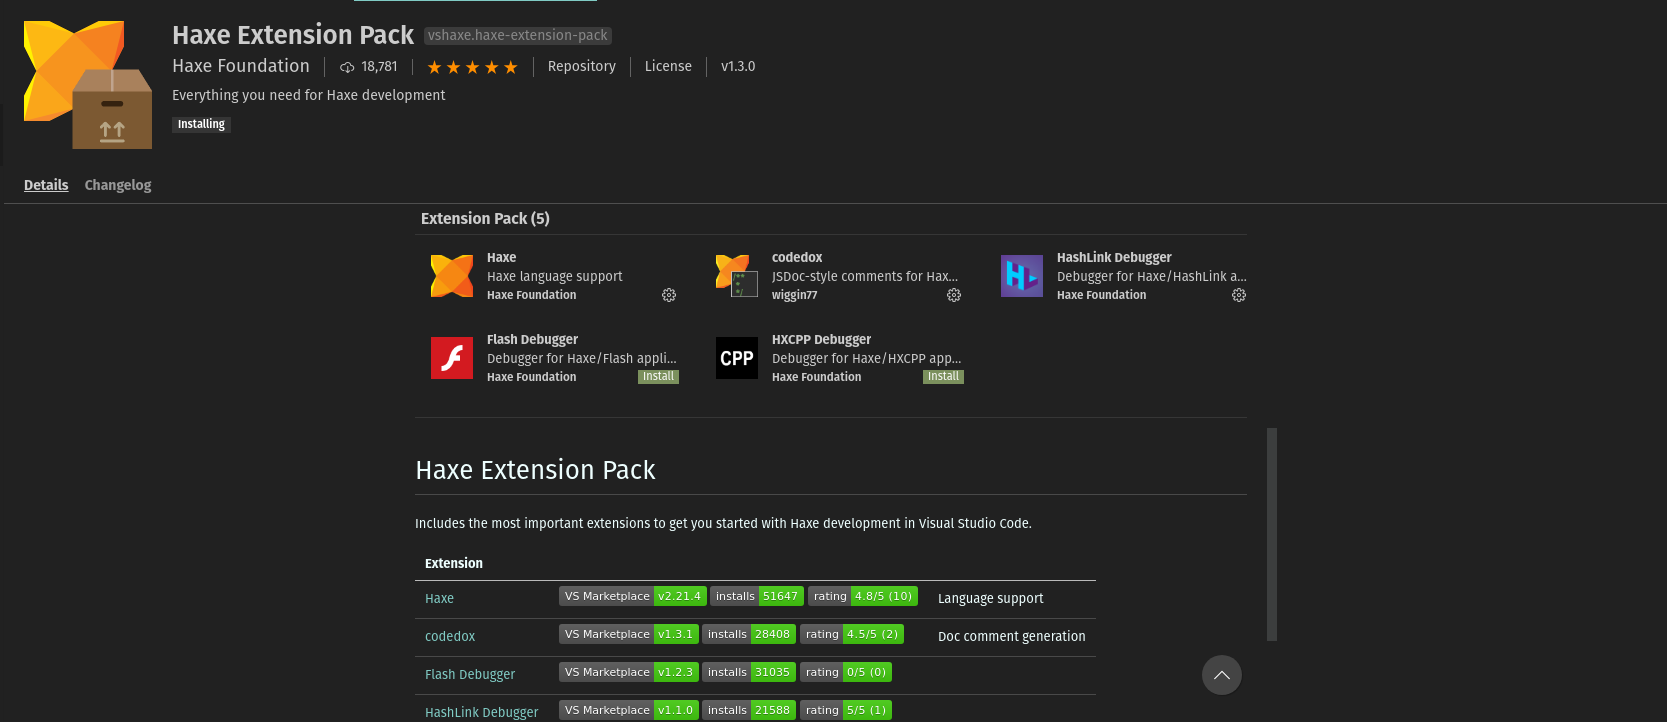 Haxe Extension Pack vshaxe.haxe-extension-pack
Haxe Foundation 18,781 Repository License v1.3.0
Everything you need for Haxe development
Installing
Details Changelog
Extension Pack (5)
Haxe
Haxe language support
Haxe Foundation
codedox
JSDoc-style comments for Hax...
wiggin77
/**
*
*/
HashLink Debugger
Debugger for Haxe/HashLink a...
Haxe Foundation
Flash Debugger
Debugger for Haxe/Flash appli...
Haxe Foundation Install
CPP
HXCPP Debugger
Debugger for Haxe/HXCPP app...
Haxe Foundation Install
Haxe Extension Pack
Includes the most important extensions to get you started with Haxe development in Visual Studio Code.
Extension
Haxe VS Marketplace v2.21.4 installs 51647 rating 4.8/5 (10) Language support
codedox VS Marketplace v1.3.1 installs 28408 rating 4.5/5 (2) Doc comment generation
Flash Debugger VS Marketplace v1.2.3 installs 31035 rating 0/5 (0)
HashLink Debugger VS Marketplace v1.1.0 installs 21588 rating 5/5 (1)